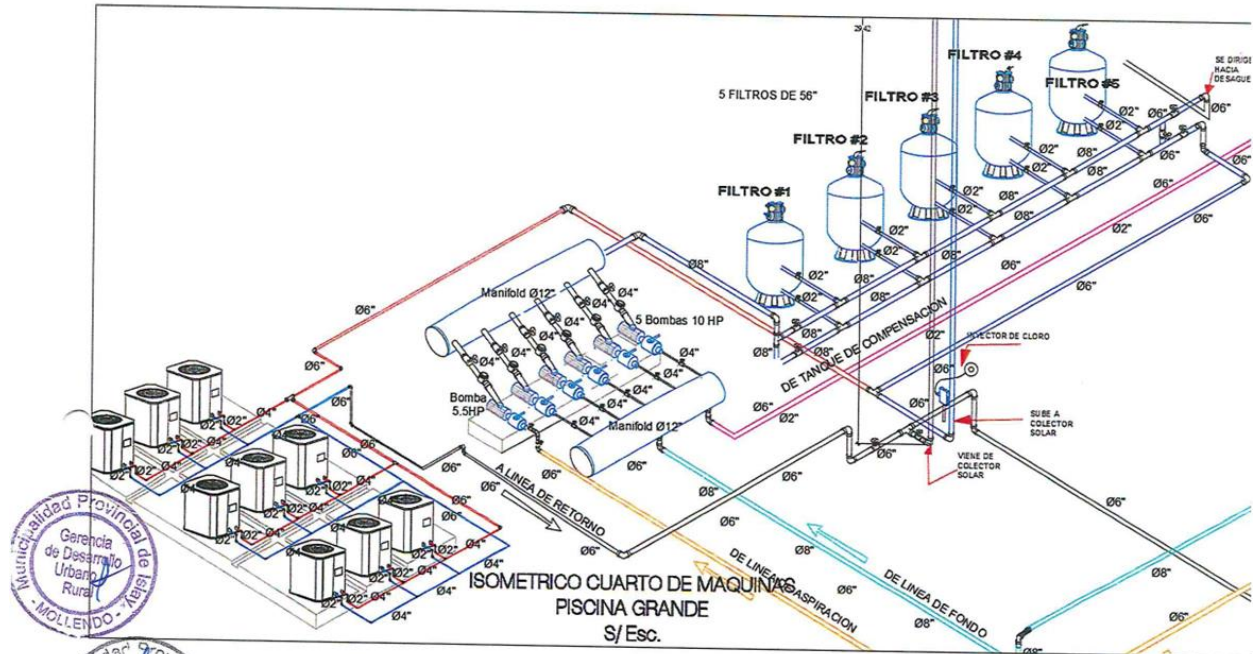 FILTRO #4
FILTRO #5
5 FILTROS DE 56"
FILTRO #3
FILTRO #2
FILTRO #1
SE DIRIGE
HACIA
DESAGUE
Manifold Ø12"
5 Bombas 10 HP
Bomba
5.5HP
Manifold Ø12"
DE TANQUE DE COMPENSACION
INYECTOR DE CLORO
SUBE A
COLECTOR
SOLAR
VIENE DE
COLECTOR
SOLAR
A LINEA DE RETORNO
DE LINEA DE ASPIRACION
DE LINEA DE FONDO
Ø2"
Ø4"
Ø6"
Ø8"
ISOMETRICO CUARTO DE MAQUINAS
PISCINA GRANDE
S/ Esc.
Municipalidad Provincial de Islay
Gerencia
de Desarrollo
Urbano
Rural
- MOLLENDO -